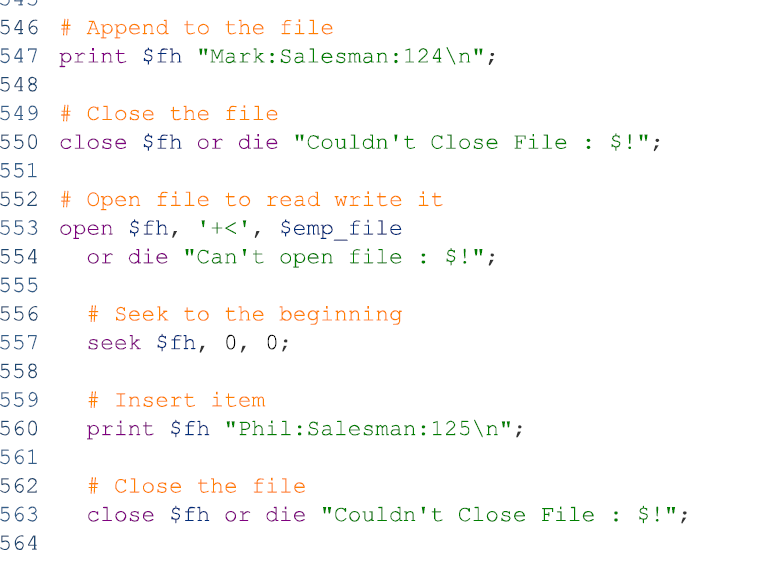 546 # Append to the file
547 print $fh "Mark:Salesman:124\n";
548
549 # Close the file
550 close $fh or die "Couldn't Close File : $!";
551
552 # Open file to read write it
553 open $fh, '+<', $emp_file
554   or die "Can't open file : $!";
555
556   # Seek to the beginning
557   seek $fh, 0, 0;
558
559   # Insert item
560   print $fh "Phil:Salesman:125\n";
561
562   # Close the file
563   close $fh or die "Couldn't Close File : $!";
564